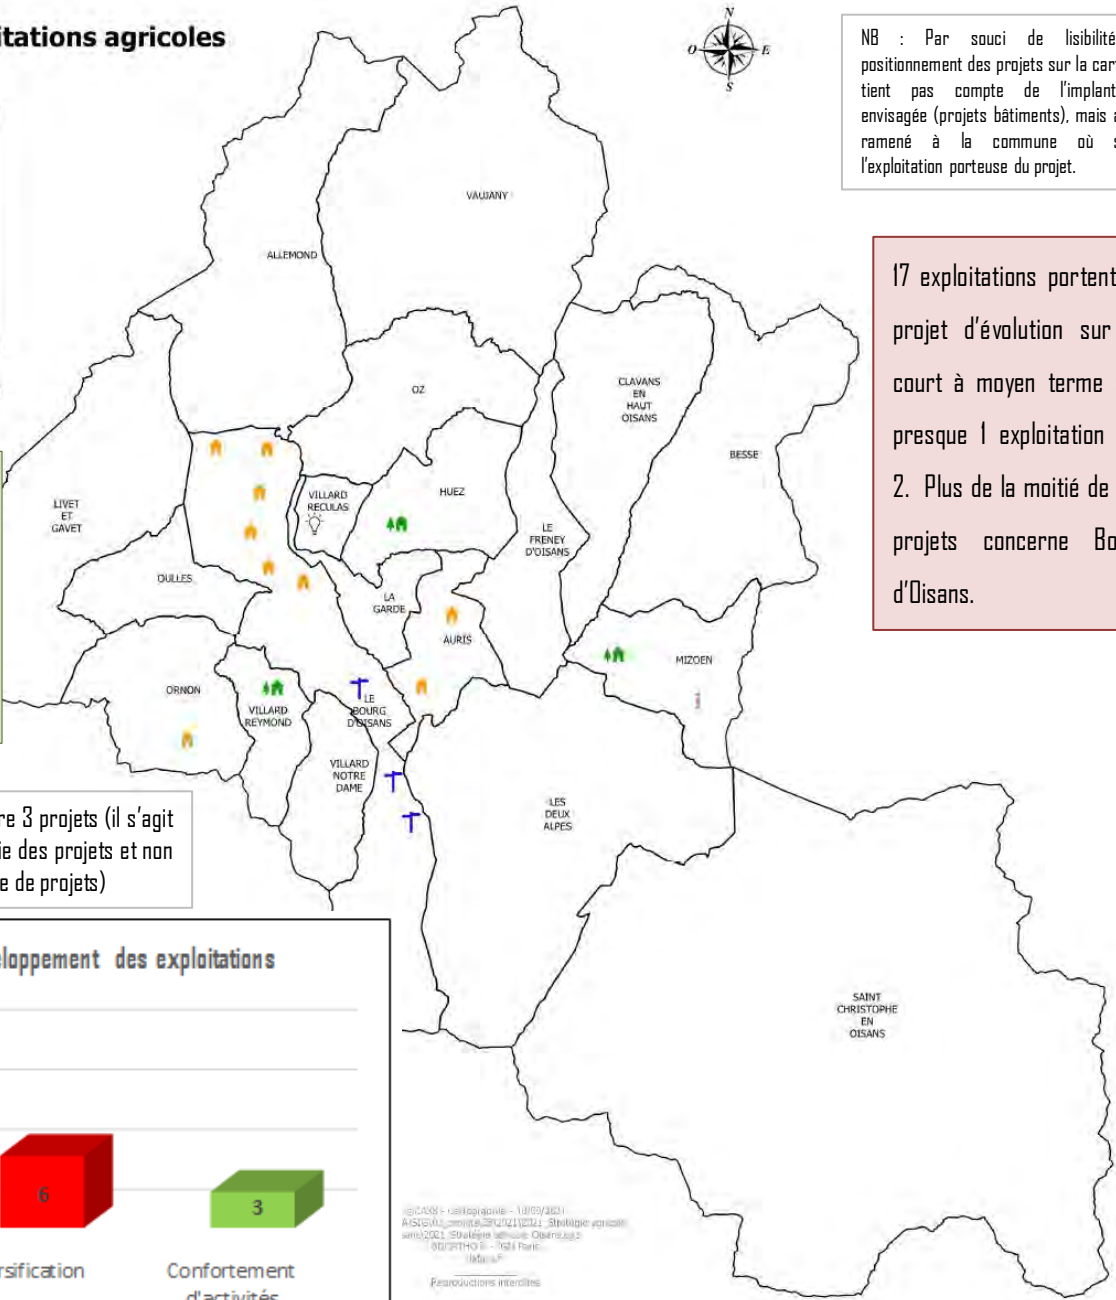 itations agricoles
N
O
E
S
NB : Par souci de lisibilité
positionnement des projets sur la car
tient pas compte de l'implant
envisagée (projets bâtiments), mais a
ramené à la commune où s
l'exploitation porteuse du projet.
17 exploitations portent
projet d'évolution sur
court à moyen terme
presque 1 exploitation
2. Plus de la moitié de
projets concerne Bo
d'Oisans.
VAUJANY
ALLEMOND
OZ
CLAVANS
EN
HAUT
OISANS
BESSE
LIVET
ET
GAVET
VILLARD
RECULAS
HUEZ
LE
FRENEY
D'OISANS
OULLES
LA
GARDE
AURIS
MIZOEN
ORNON
VILLARD
REYMOND
LE
BOURG
D'OISANS
VILLARD
NOTRE
DAME
LES
DEUX
ALPES
SAINT
CHRISTOPHE
EN
OISANS
re 3 projets (il s'agit
ie des projets et non
e de projets)
eloppement des exploitations
6
3
rsification
Confortement
d'activités
Reproductions interdites